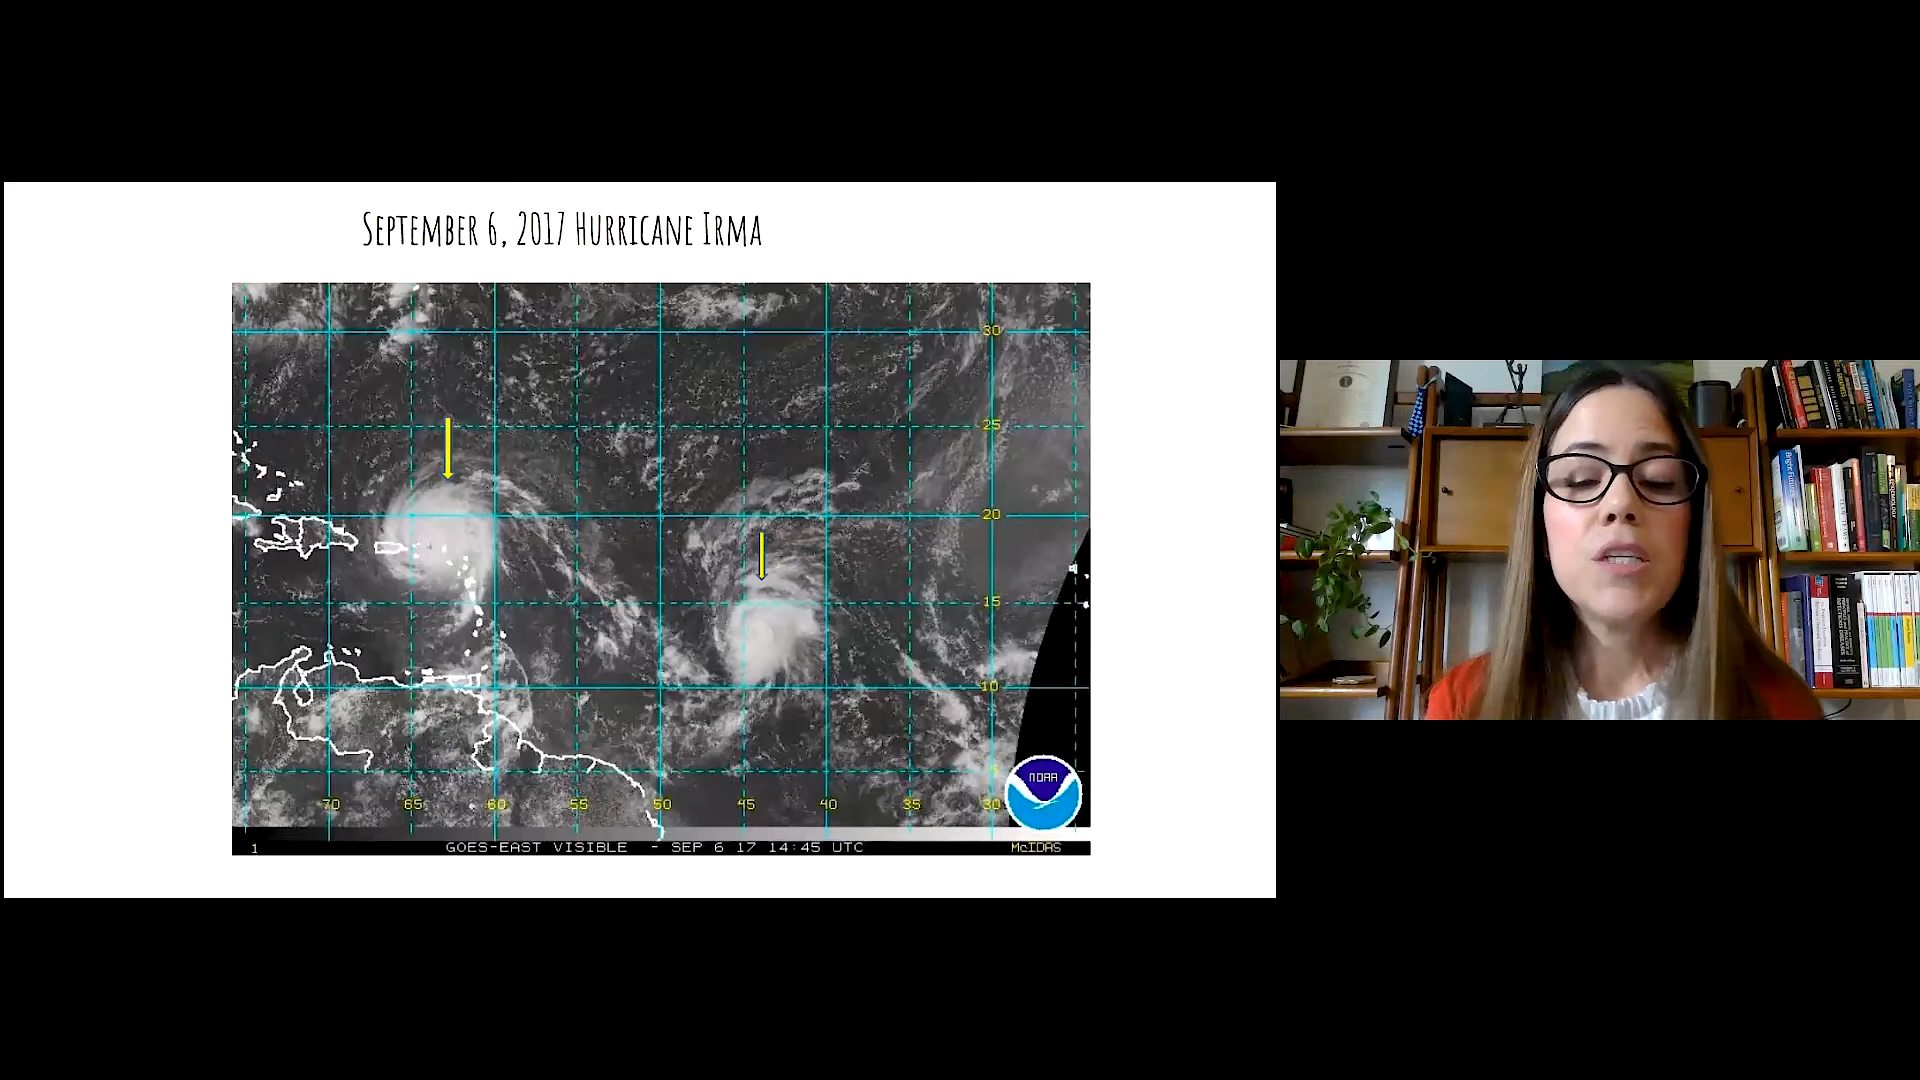 September 6, 2017 Hurricane Irma
30
25
20
15
10
70 65 60 55 50 45 40 35 30
NOAA
1 GOES-EAST VISIBLE - SEP 6 17 14:45 UTC McIDAS